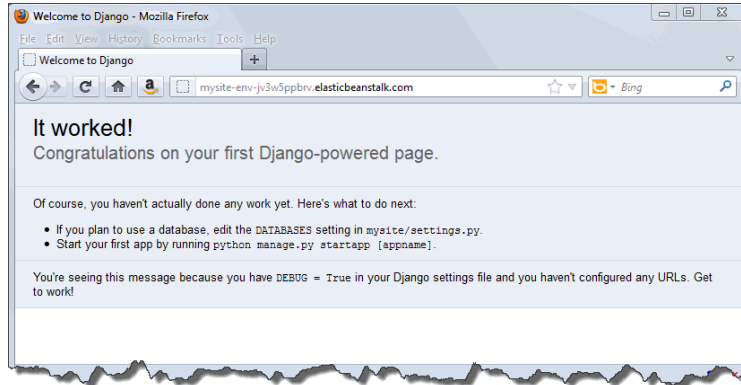 Welcome to Django - Mozilla Firefox
File Edit View History Bookmarks Tools Help
Welcome to Django
mysite-env-jv3w5ppbrv.elasticbeanstalk.com
Bing
It worked!
Congratulations on your first Django-powered page.
Of course, you haven't actually done any work yet. Here's what to do next:
• If you plan to use a database, edit the DATABASES setting in mysite/settings.py.
• Start your first app by running python manage.py startapp [appname].
You're seeing this message because you have DEBUG = True in your Django settings file and you haven't configured any URLs. Get
to work!